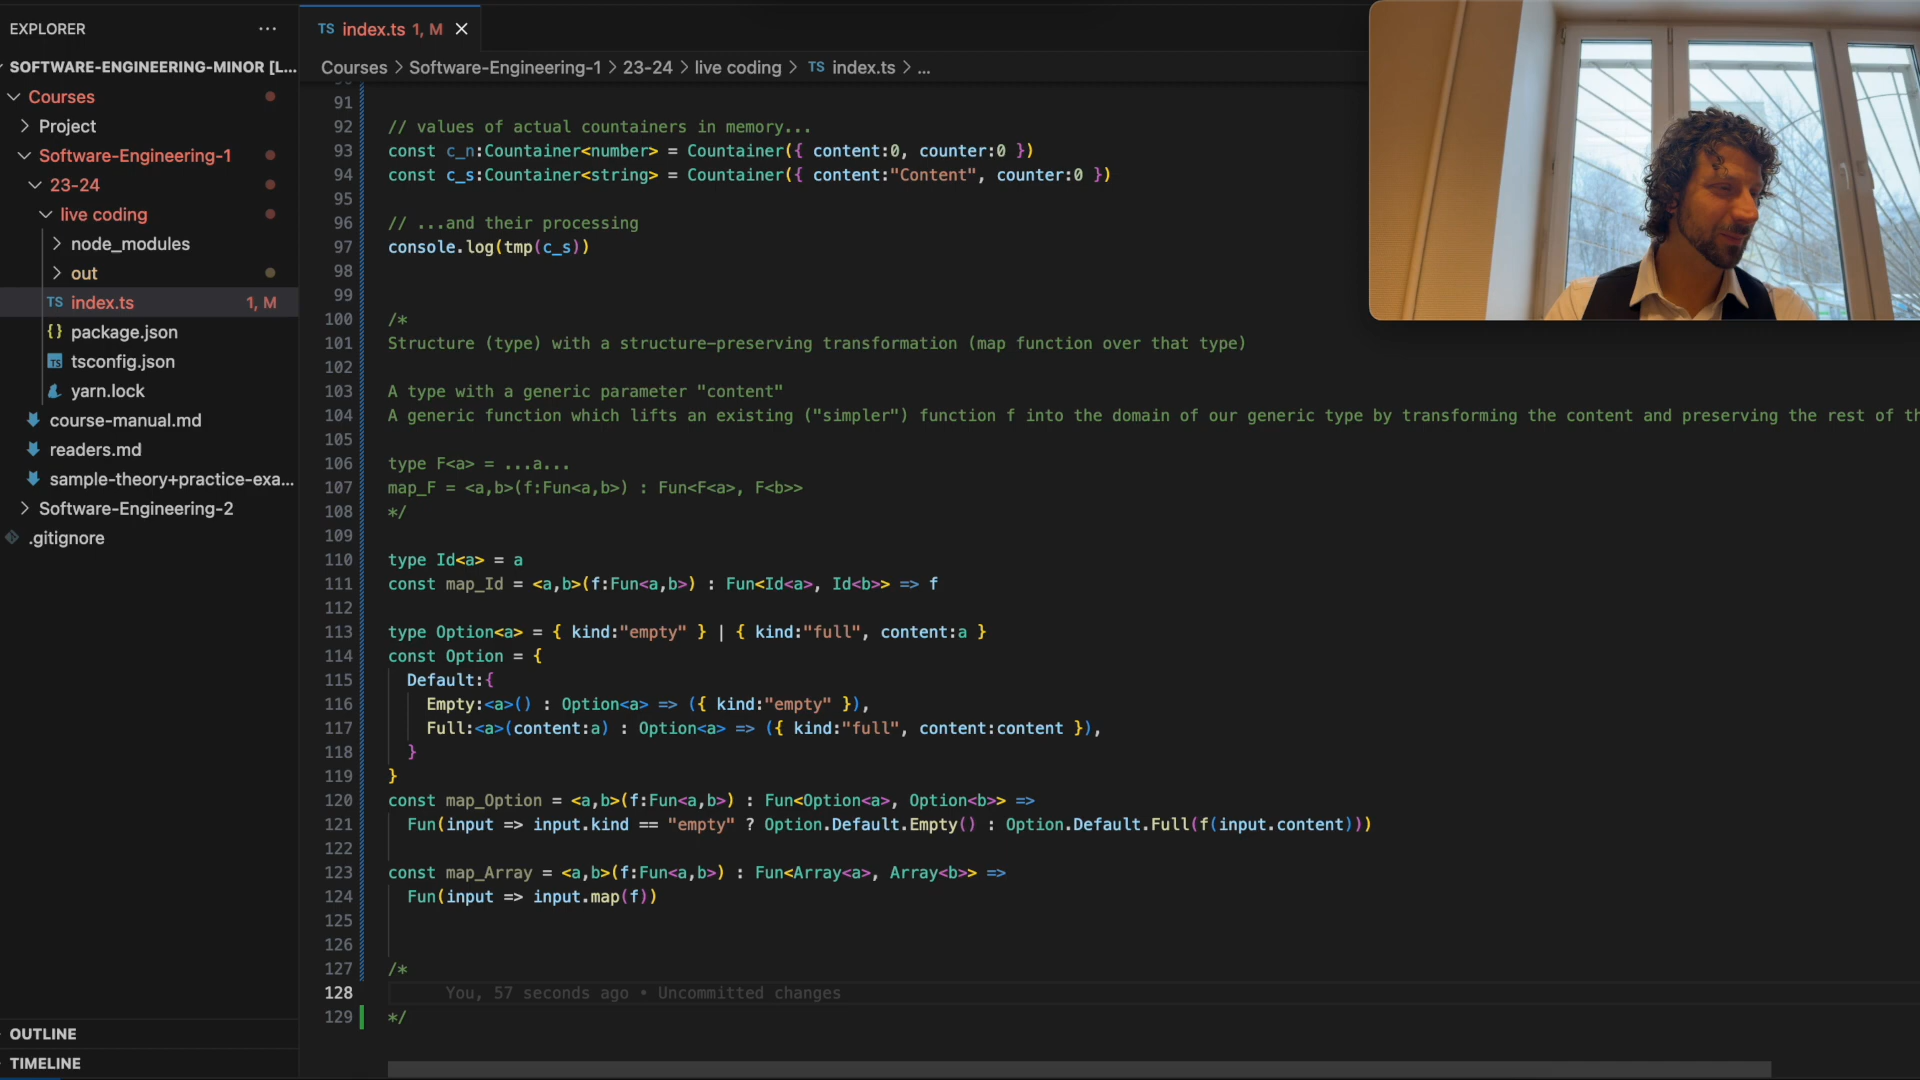 EXPLORER
SOFTWARE-ENGINEERING-MINOR [L...
Courses
Project
Software-Engineering-1
23-24
live coding
node_modules
out
TS index.ts 1, M
{} package.json
TS tsconfig.json
yarn.lock
course-manual.md
readers.md
sample-theory+practice-exa...
Software-Engineering-2
.gitignore
OUTLINE
TIMELINE
TS index.ts 1, M
Courses > Software-Engineering-1 > 23-24 > live coding > TS index.ts > ...
91
92 // values of actual countainers in memory...
93 const c_n:Countainer<number> = Countainer({ content:0, counter:0 })
94 const c_s:Countainer<string> = Countainer({ content:"Content", counter:0 })
95
96 // ...and their processing
97 console.log(tmp(c_s))
98
99
100 /*
101 Structure (type) with a structure-preserving transformation (map function over that type)
102
103 A type with a generic parameter "content"
104 A generic function which lifts an existing ("simpler") function f into the domain of our generic type by transforming the content and preserving the rest of
105
106 type F<a> = ...a...
107 map_F = <a,b>(f:Fun<a,b>) : Fun<F<a>, F<b>>
108 */
109
110 type Id<a> = a
111 const map_Id = <a,b>(f:Fun<a,b>) : Fun<Id<a>, Id<b>> => f
112
113 type Option<a> = { kind:"empty" } | { kind:"full", content:a }
114 const Option = {
115 Default:{
116 Empty:<a>() : Option<a> => ({ kind:"empty" }),
117 Full:<a>(content:a) : Option<a> => ({ kind:"full", content:content }),
118 }
119 }
120 const map_Option = <a,b>(f:Fun<a,b>) : Fun<Option<a>, Option<b>> =>
121 Fun(input => input.kind == "empty" ? Option.Default.Empty() : Option.Default.Full(f(input.content)))
122
123 const map_Array = <a,b>(f:Fun<a,b>) : Fun<Array<a>, Array<b>> =>
124 Fun(input => input.map(f))
125
126
127 /*
128 You, 57 seconds ago • Uncommitted changes
129 */